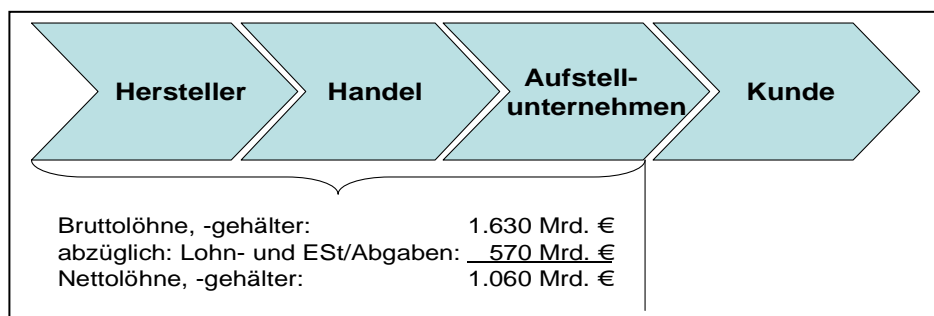 Hersteller
Handel
Aufstell-
unternehmen
Kunde
Bruttolöhne, -gehälter: 1.630 Mrd. €
abzüglich: Lohn- und ESt/Abgaben: 570 Mrd. €
Nettolöhne, -gehälter: 1.060 Mrd. €